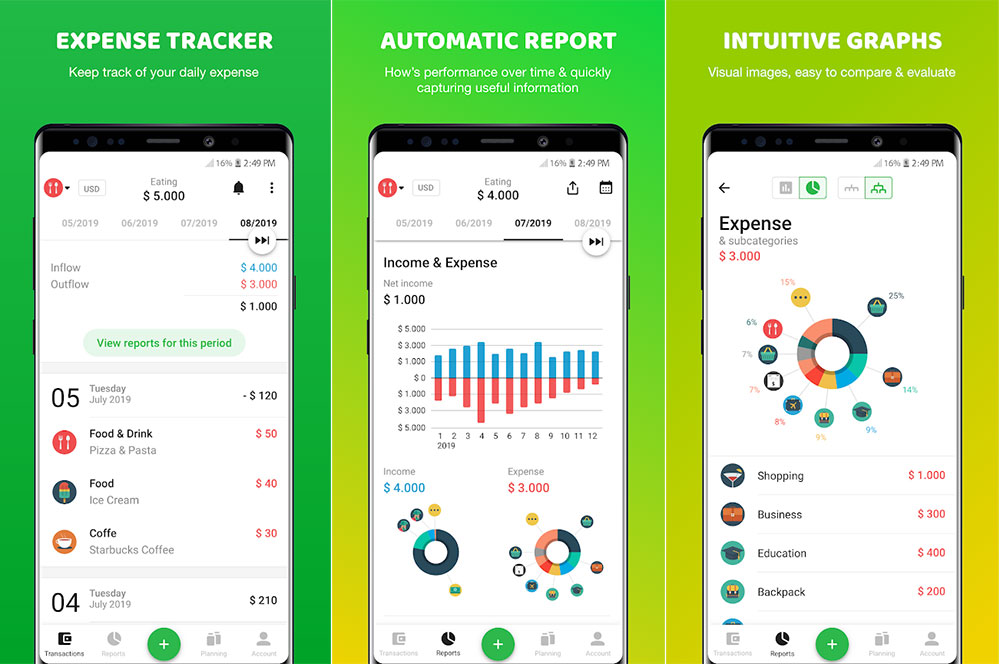 EXPENSE TRACKER
Keep track of your daily expense
16% 2:49 PM
USD
Eating
$ 5.000
05/2019 06/2019 07/2019 08/2019
Inflow $ 4.000
Outflow $ 3.000
$ 1.000
View reports for this period
05 Tuesday - $ 120
July 2019
Food & Drink $ 50
Pizza & Pasta
Food $ 40
Ice Cream
Coffe $ 30
Starbucks Coffee
04 Tuesday $ 210
July 2019
Transactions Reports + Planning Account
AUTOMATIC REPORT
How's performance over time & quickly
capturing useful information
16% 2:49 PM
USD
Eating
$ 4.000
05/2019 06/2019 07/2019 08/2019
Income & Expense
Net income
$ 1.000
$ 5.000
$ 3.000
$ 1.000
$ 0
$ 1.000
$ 3.000
$ 5.000
1 2 3 4 5 6 7 8 9 10 11 12
2019
Income Expense
$ 4.000 $ 3.000
Transactions Reports + Planning Account
INTUITIVE GRAPHS
Visual images, easy to compare & evaluate
16% 2:49 PM
Expense
& subcategories
$ 3.000
15%
25%
6%
7%
7%
14%
8%
9%
9%
Shopping $ 1.000
Business $ 300
Education $ 400
Backpack $ 200
Transactions Reports + Planning Account